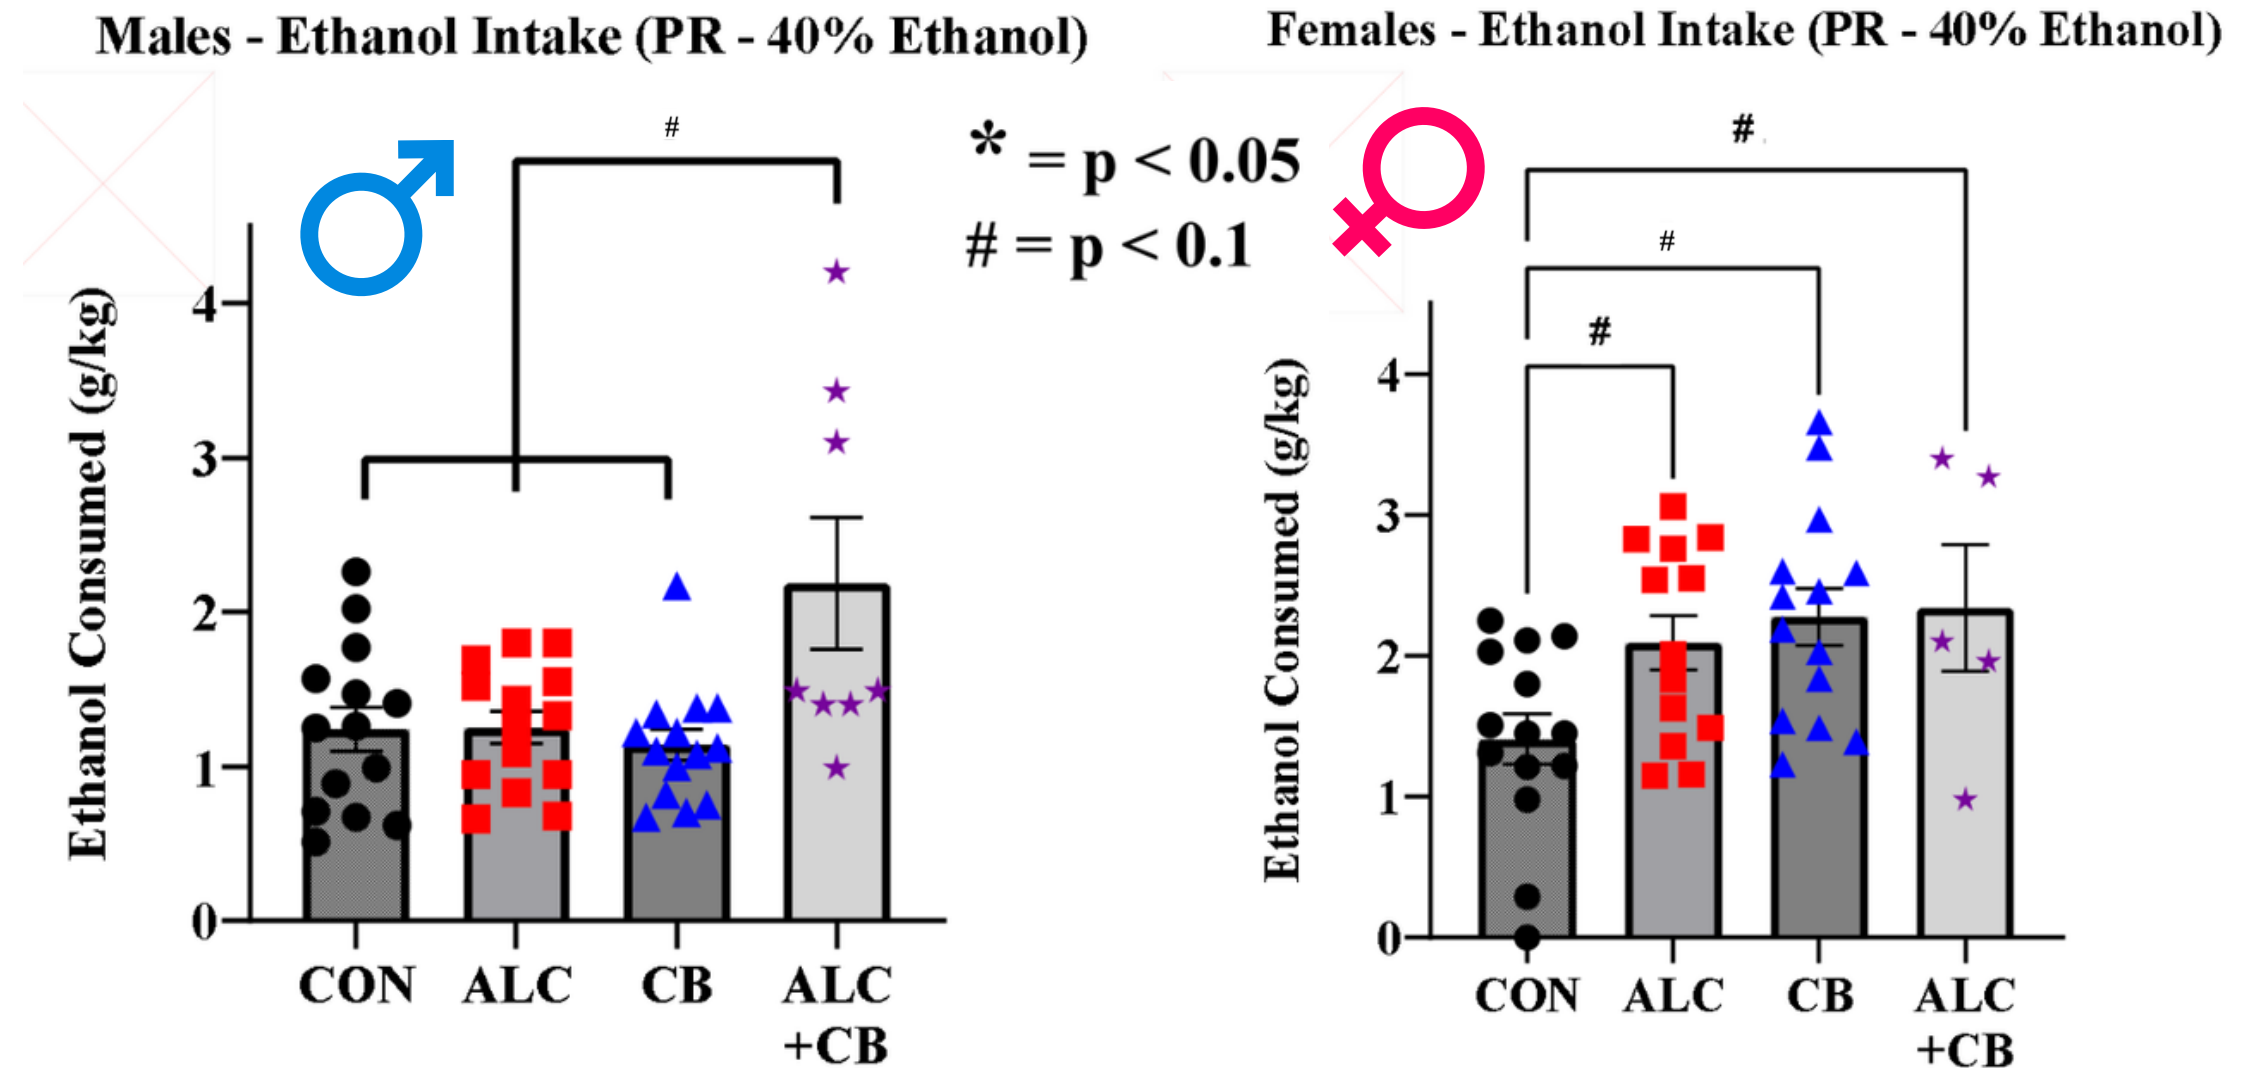 Males - Ethanol Intake (PR - 40% Ethanol)
#
* = p < 0.05
# = p < 0.1
Ethanol Consumed (g/kg)
4
3
2
1
0
CON
ALC
CB
ALC
+CB
Females - Ethanol Intake (PR - 40% Ethanol)
#
#
#
Ethanol Consumed (g/kg)
4
3
2
1
0
CON
ALC
CB
ALC
+CB